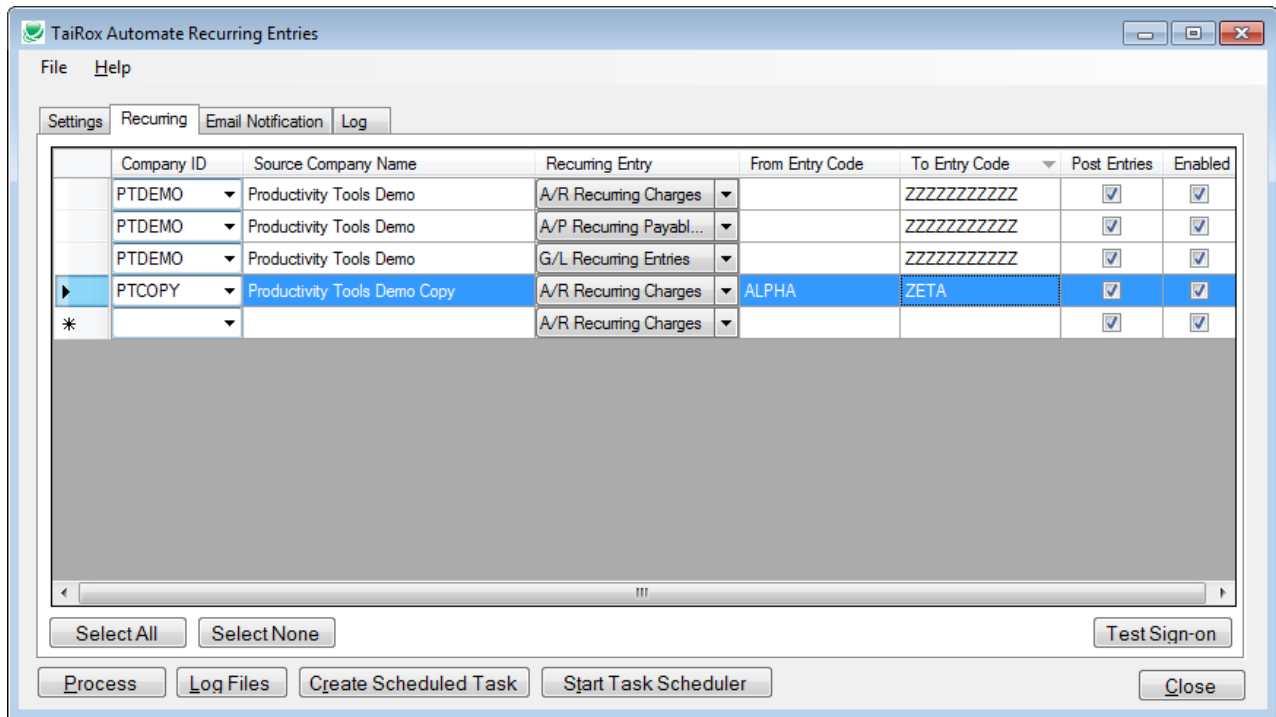 TaiRox Automate Recurring Entries
File Help
Settings Recurring Email Notification Log
Company ID Source Company Name Recurring Entry From Entry Code To Entry Code Post Entries Enabled
PTDEMO Productivity Tools Demo A/R Recurring Charges ZZZZZZZZZZZZ
PTDEMO Productivity Tools Demo A/P Recurring Payabl... ZZZZZZZZZZZZ
PTDEMO Productivity Tools Demo G/L Recurring Entries ZZZZZZZZZZZZ
PTCOPY Productivity Tools Demo Copy A/R Recurring Charges ALPHA ZETA
A/R Recurring Charges
Select All Select None Test Sign-on
Process Log Files Create Scheduled Task Start Task Scheduler Close